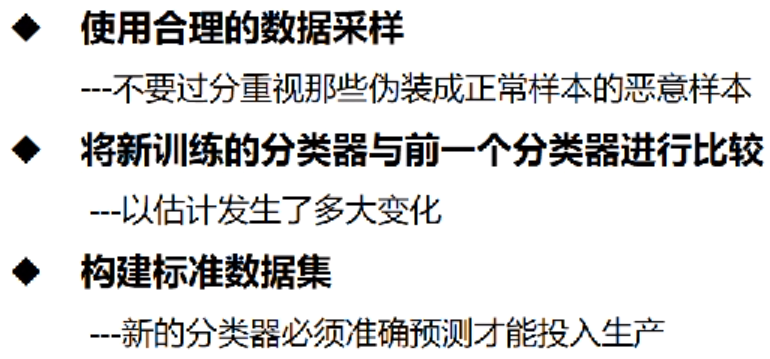 ◆ 使用合理的数据采样
---不要过分重视那些伪装成正常样本的恶意样本
◆ 将新训练的分类器与前一个分类器进行比较
---以估计发生了多大变化
◆ 构建标准数据集
---新的分类器必须准确预测才能投入生产